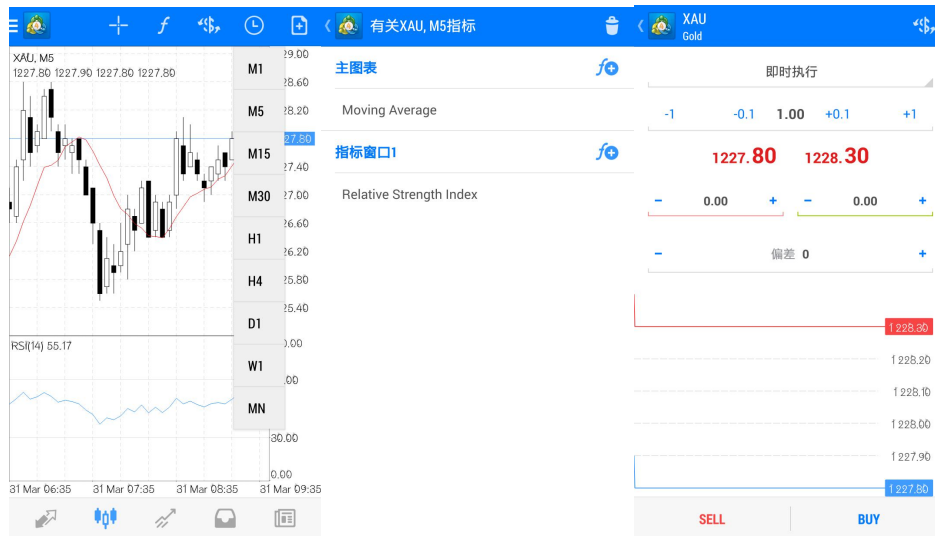 XAU, M5
1227.80 1227.90 1227.80 1227.80
M1
M5
M15
M30
H1
H4
D1
W1
MN
29.00
28.60
28.20
27.80
27.40
27.00
26.60
26.20
25.80
25.40
0.00
00
30.00
0.00
RSI(14) 55.17
31 Mar 06:35
31 Mar 07:35
31 Mar 08:35
31 Mar 09:35
有关XAU, M5指标
主图表
Moving Average
指标窗口1
Relative Strength Index
XAU
Gold
即时执行
-1 -0.1 1.00 +0.1 +1
1227.80 1228.30
- 0.00 + - 0.00 +
- 偏差 0 +
1228.30
1228.20
1228.10
1228.00
1227.90
1227.80
SELL BUY